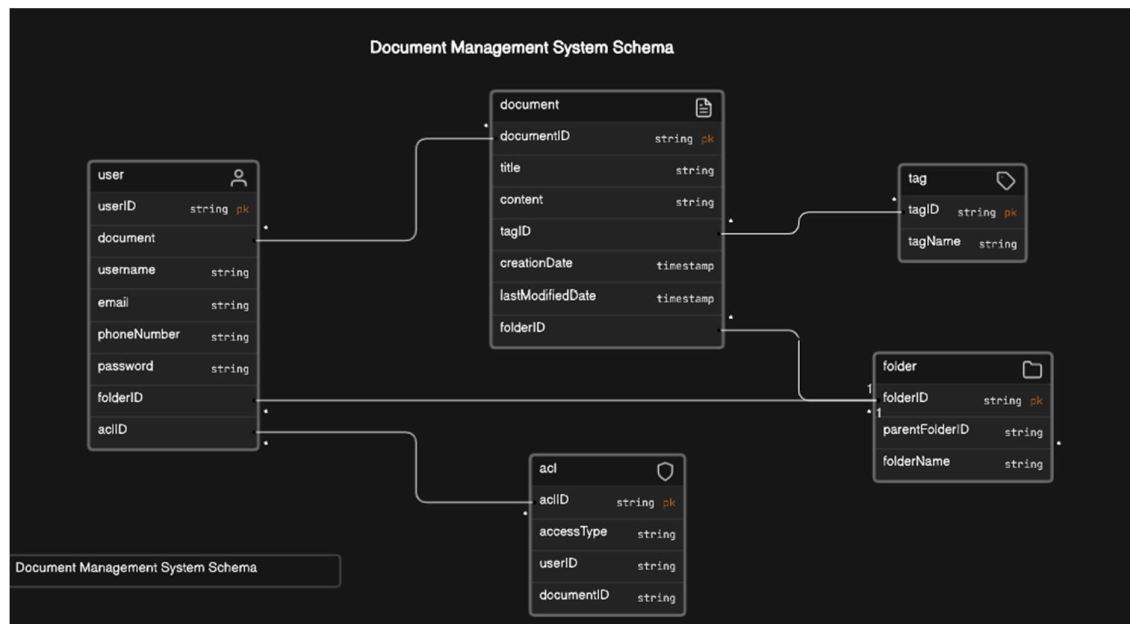 Document Management System Schema
document
documentID string pk
title string
content string
tagID
creationDate timestamp
lastModifiedDate timestamp
folderID
user
userID string pk
document
username string
email string
phoneNumber string
password string
folderID
aclID
tag
tagID string pk
tagName string
folder
folderID string pk
parentFolderID string
folderName string
acl
aclID string pk
accessType string
userID string
documentID string
*
*
*
*
*
1
* 1
*
*
*
*
Document Management System Schema